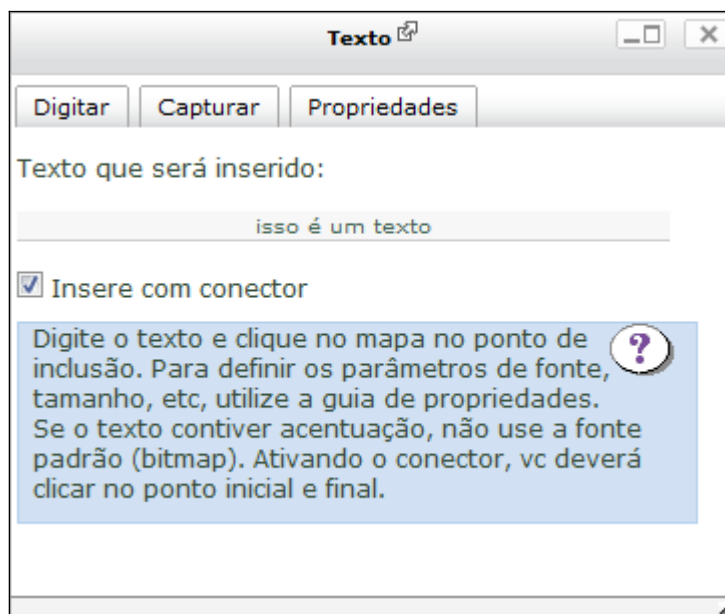 Texto
Digitar Capturar Propriedades
Texto que será inserido:
isso é um texto
Insere com conector
Digite o texto e clique no mapa no ponto de
inclusão. Para definir os parâmetros de fonte,
tamanho, etc, utilize a guia de propriedades.
Se o texto contiver acentuação, não use a fonte
padrão (bitmap). Ativando o conector, vc deverá
clicar no ponto inicial e final.
?